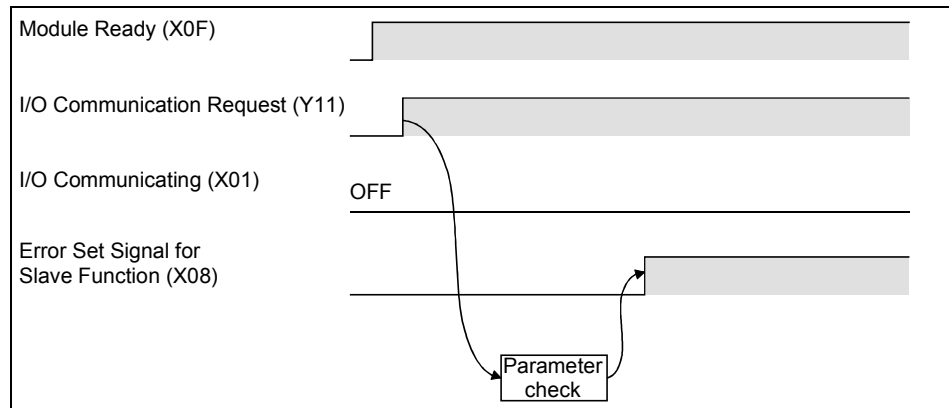 Module Ready (X0F)
I/O Communication Request (Y11)
I/O Communicating (X01)
OFF
Error Set Signal for
Slave Function (X08)
Parameter
check